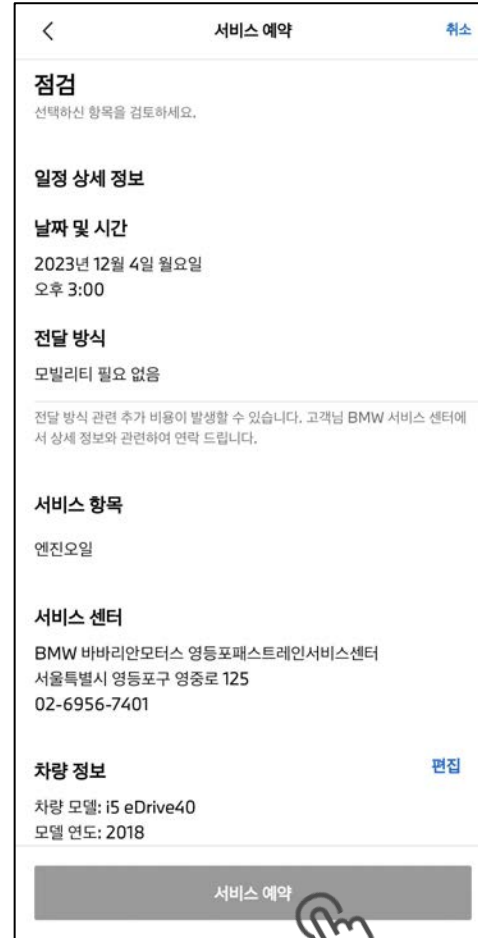 서비스 예약
취소
점검
선택하신 항목을 검토하세요.
일정 상세 정보
날짜 및 시간
2023년 12월 4일 월요일
오후 3:00
전달 방식
모빌리티 필요 없음
전달 방식 관련 추가 비용이 발생할 수 있습니다. 고객님 BMW 서비스 센터에
서 상세 정보와 관련하여 연락 드립니다.
서비스 항목
엔진오일
서비스 센터
BMW 바바리안모터스 영등포패스트레인서비스센터
서울특별시 영등포구 영중로 125
02-6956-7401
차량 정보
편집
차량 모델: i5 eDrive40
모델 연도: 2018
서비스 예약